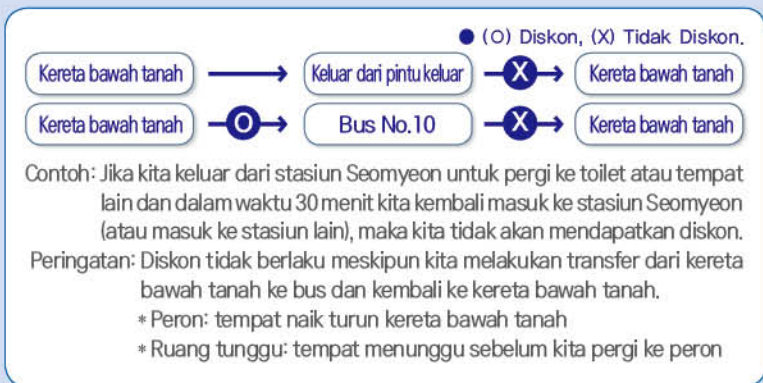 ● (O) Diskon, (X) Tidak Diskon.
Kereta bawah tanah → Keluar dari pintu keluar X→ Kereta bawah tanah
Kereta bawah tanah O→ Bus No.10 X→ Kereta bawah tanah
Contoh: Jika kita keluar dari stasiun Seomyeon untuk pergi ke toilet atau tempat
lain dan dalam waktu 30 menit kita kembali masuk ke stasiun Seomyeon
(atau masuk ke stasiun lain), maka kita tidak akan mendapatkan diskon.
Peringatan: Diskon tidak berlaku meskipun kita melakukan transfer dari kereta
bawah tanah ke bus dan kembali ke kereta bawah tanah.
* Peron: tempat naik turun kereta bawah tanah
* Ruang tunggu: tempat menunggu sebelum kita pergi ke peron